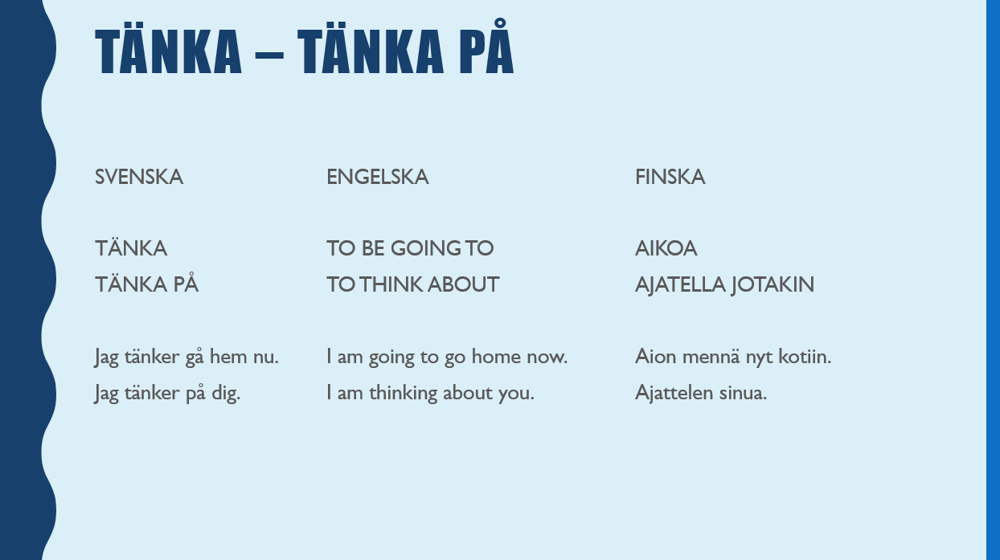 TÄNKA – TÄNKA PÅ
SVENSKA ENGELSKA FINSKA
TÄNKA TO BE GOING TO AIKOA
TÄNKA PÅ TO THINK ABOUT AJATELLA JOTAKIN
Jag tänker gå hem nu. I am going to go home now. Aion mennä nyt kotiin.
Jag tänker på dig. I am thinking about you. Ajattelen sinua.